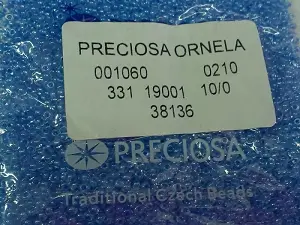 PRECIOSA ORNELA
001060 0210
331 19001 10/0
38136
PRECIOSA
Traditional Czech Beads